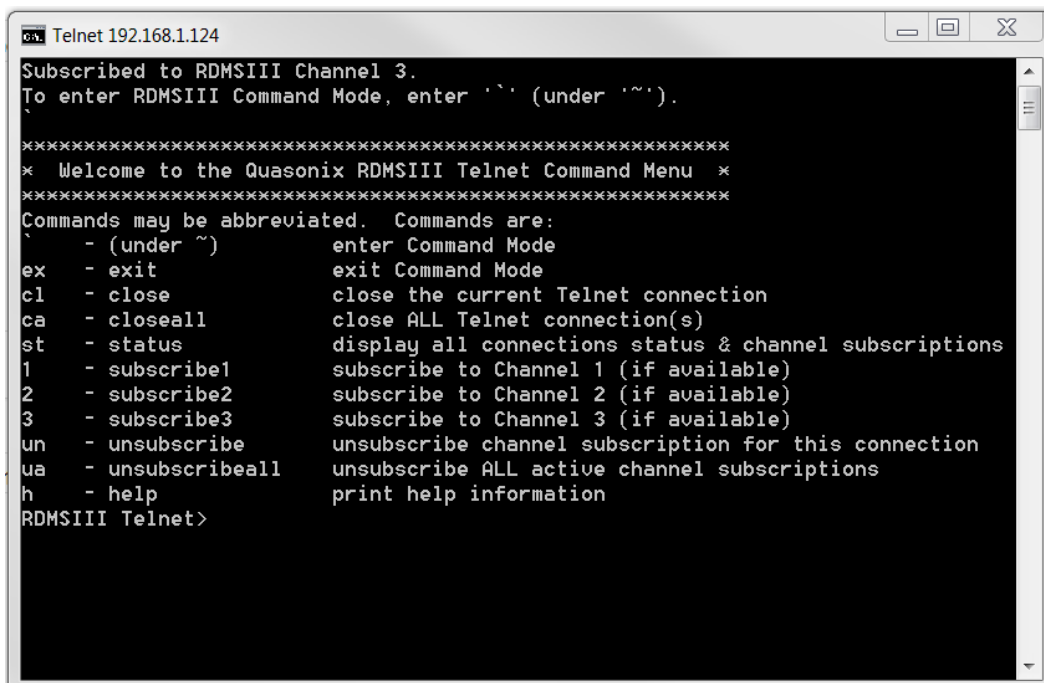 Telnet 192.168.1.124
Subscribed to RDMSIII Channel 3.
To enter RDMSIII Command Mode, enter '`' (under '~').
`
*********************************************************
*  Welcome to the Quasonix RDMSIII Telnet Command Menu  *
*********************************************************
Commands may be abbreviated.  Commands are:
`    - (under ~)         enter Command Mode
ex   - exit              exit Command Mode
cl   - close             close the current Telnet connection
ca   - closeall          close ALL Telnet connection(s)
st   - status            display all connections status & channel subscriptions
1    - subscribe1        subscribe to Channel 1 (if available)
2    - subscribe2        subscribe to Channel 2 (if available)
3    - subscribe3        subscribe to Channel 3 (if available)
un   - unsubscribe       unsubscribe channel subscription for this connection
ua   - unsubscribeall    unsubscribe ALL active channel subscriptions
h    - help              print help information
RDMSIII Telnet>